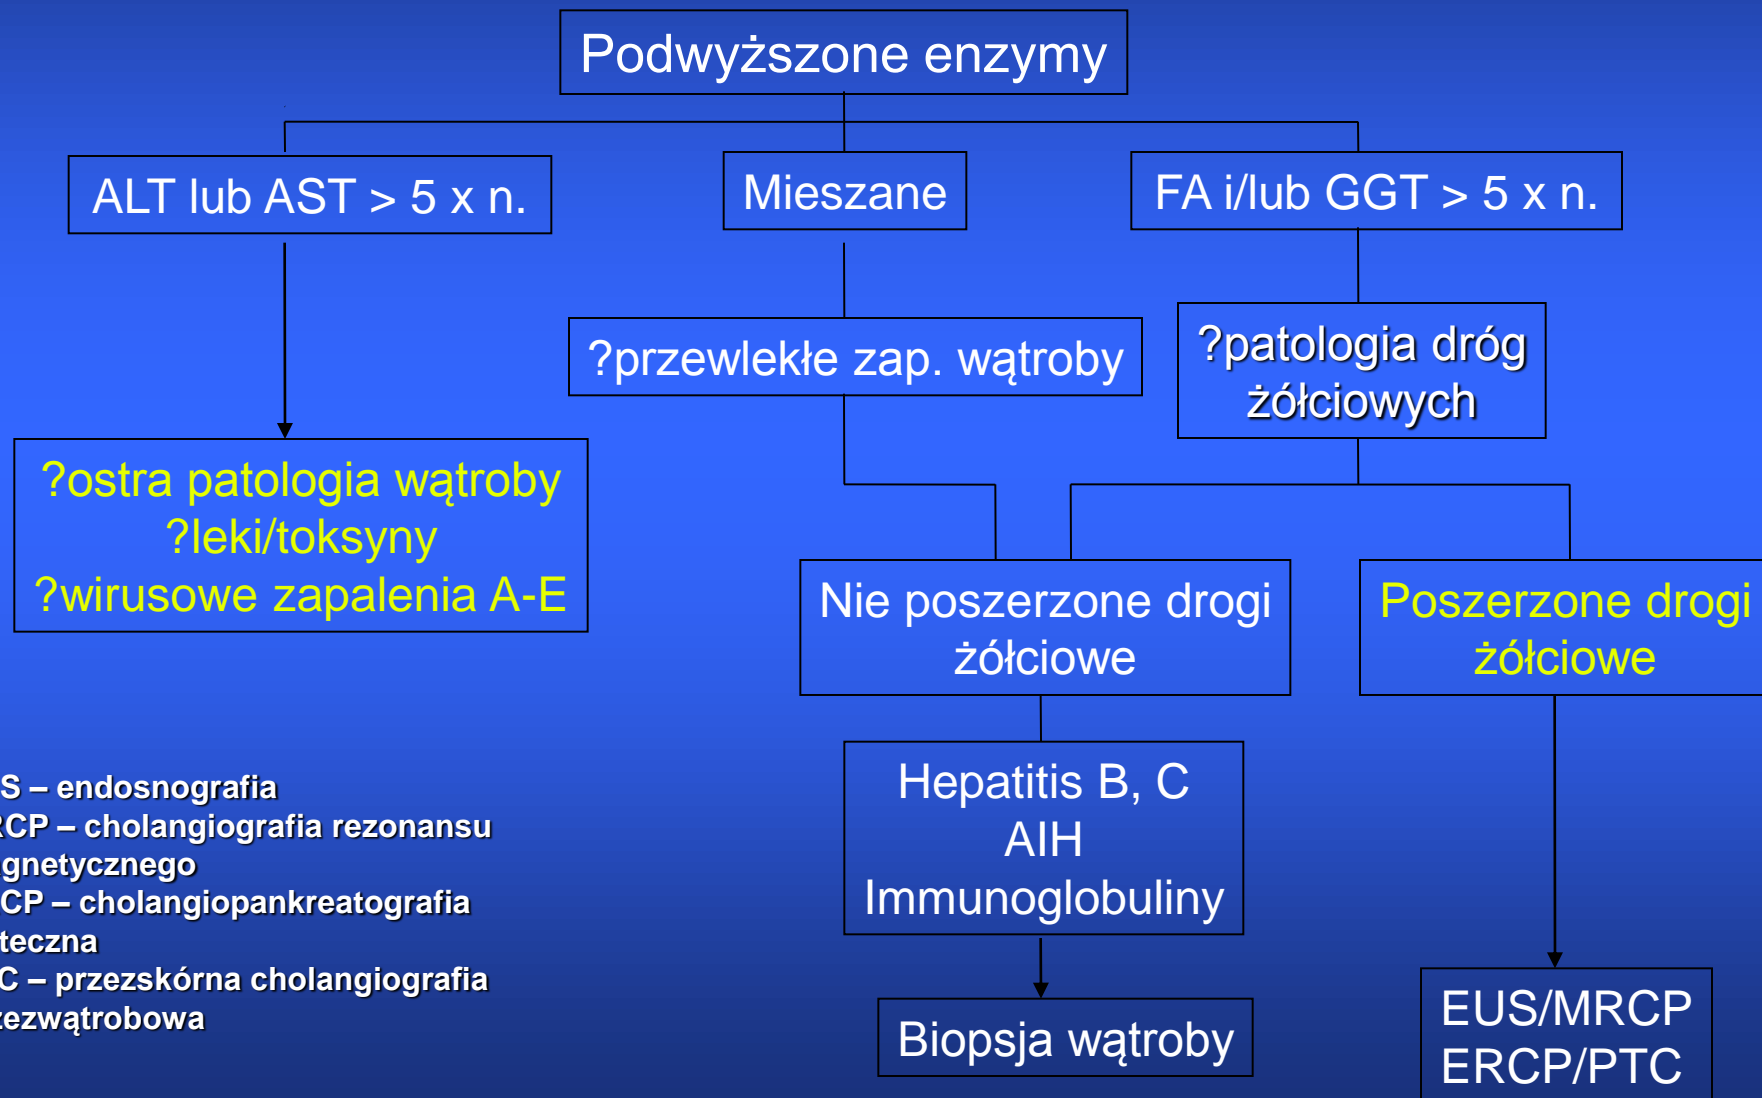 Podwyższone enzymy
ALT lub AST > 5 x n.
Mieszane
FA i/lub GGT > 5 x n.
?przewlekłe zap. wątroby
?patologia dróg
żółciowych
?ostra patologia wątroby
?leki/toksyny
?wirusowe zapalenia A-E
Nie poszerzone drogi
żółciowe
Poszerzone drogi
żółciowe
Hepatitis B, C
AIH
Immunoglobuliny
Biopsja wątroby
EUS/MRCP
ERCP/PTC
S – endosnografia
RCP – cholangiografia rezonansu
gnetycznego
CP – cholangiopankreatografia
teczna
C – przezskórna cholangiografia
zezwątrobowa